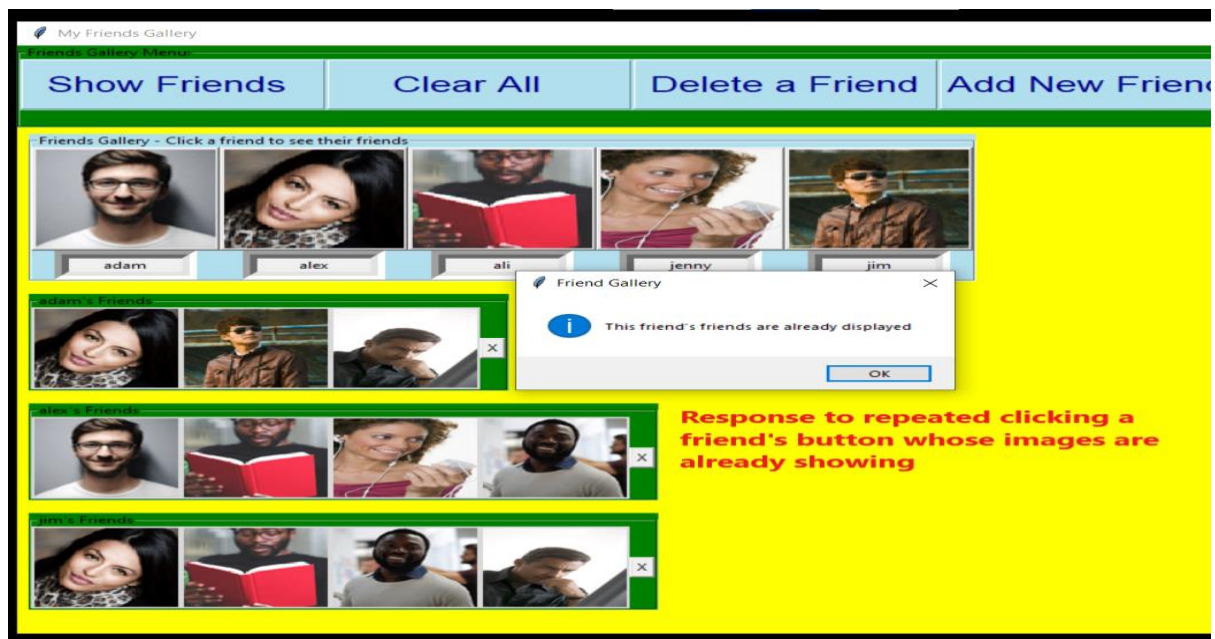 My Friends Gallery
Friends Gallery Menu:
Show Friends
Clear All
Delete a Friend
Add New Frien
Friends Gallery - Click a friend to see their friends
adam
alex
ali
jenny
jim
Friend Gallery
This friend's friends are already displayed
OK
adam's Friends
X
alex's Friends
X
Response to repeated clicking a
friend's button whose images are
already showing
jim's Friends
X